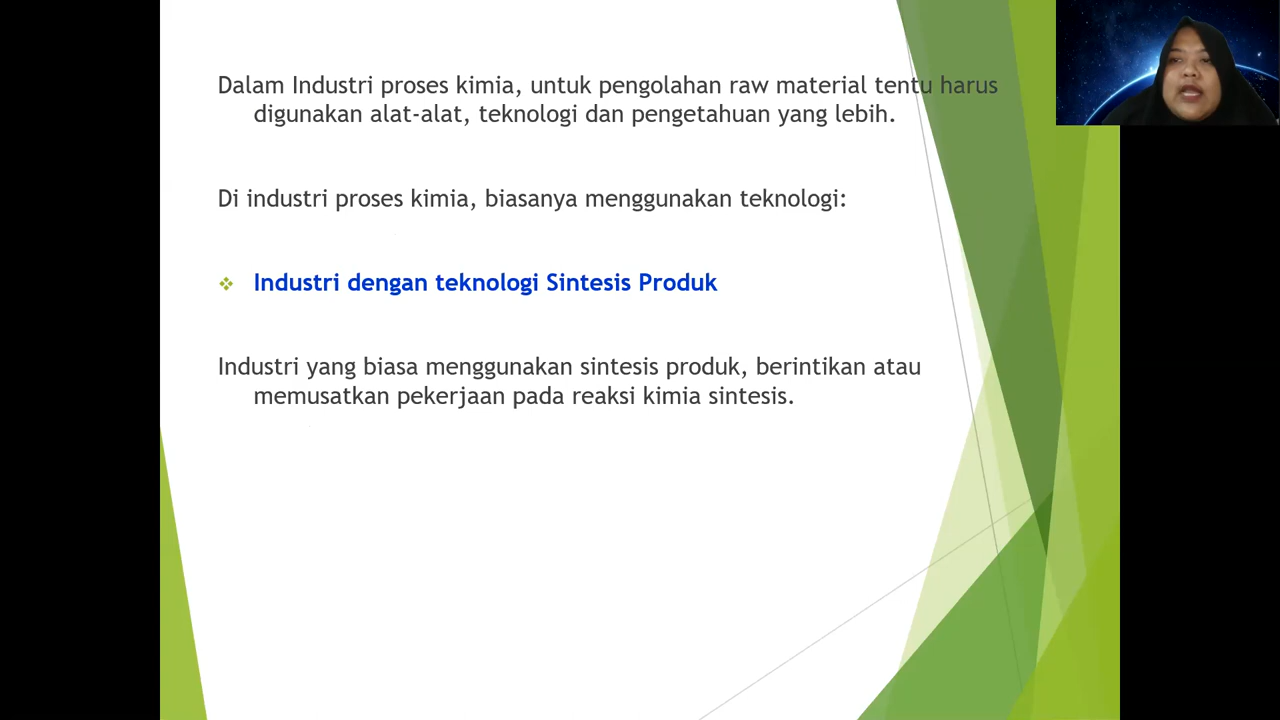 Dalam Industri proses kimia, untuk pengolahan raw material tentu harus
digunakan alat-alat, teknologi dan pengetahuan yang lebih.
Di industri proses kimia, biasanya menggunakan teknologi:
Industri dengan teknologi Sintesis Produk
Industri yang biasa menggunakan sintesis produk, berintikan atau
memusatkan pekerjaan pada reaksi kimia sintesis.